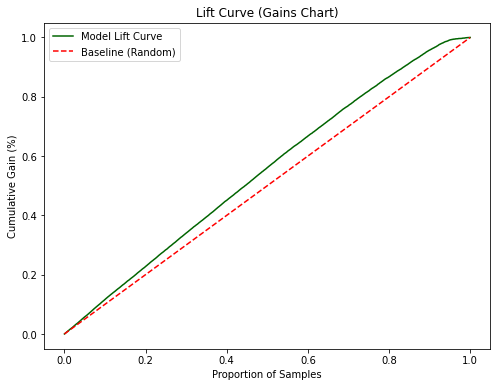 Lift Curve (Gains Chart)
Model Lift Curve
Baseline (Random)
Cumulative Gain (%)
1.0
0.8
0.6
0.4
0.2
0.0
0.0 0.2 0.4 0.6 0.8 1.0
Proportion of Samples